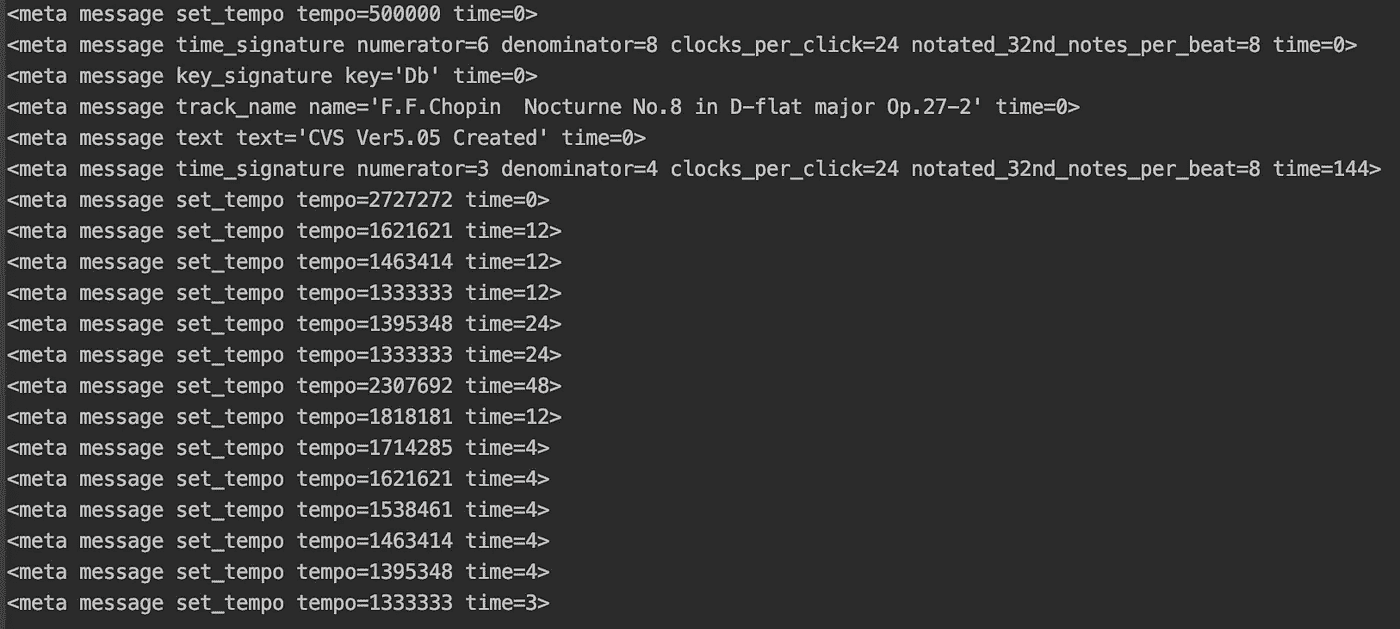 <meta message set_tempo tempo=500000 time=0>
<meta message time_signature numerator=6 denominator=8 clocks_per_click=24 notated_32nd_notes_per_beat=8 time=0>
<meta message key_signature key='Db' time=0>
<meta message track_name name='F.F.Chopin  Nocturne No.8 in D-flat major Op.27-2' time=0>
<meta message text text='CVS Ver5.05 Created' time=0>
<meta message time_signature numerator=3 denominator=4 clocks_per_click=24 notated_32nd_notes_per_beat=8 time=144>
<meta message set_tempo tempo=2727272 time=0>
<meta message set_tempo tempo=1621621 time=12>
<meta message set_tempo tempo=1463414 time=12>
<meta message set_tempo tempo=1333333 time=12>
<meta message set_tempo tempo=1395348 time=24>
<meta message set_tempo tempo=1333333 time=24>
<meta message set_tempo tempo=2307692 time=48>
<meta message set_tempo tempo=1818181 time=12>
<meta message set_tempo tempo=1714285 time=4>
<meta message set_tempo tempo=1621621 time=4>
<meta message set_tempo tempo=1538461 time=4>
<meta message set_tempo tempo=1463414 time=4>
<meta message set_tempo tempo=1395348 time=4>
<meta message set_tempo tempo=1333333 time=3>